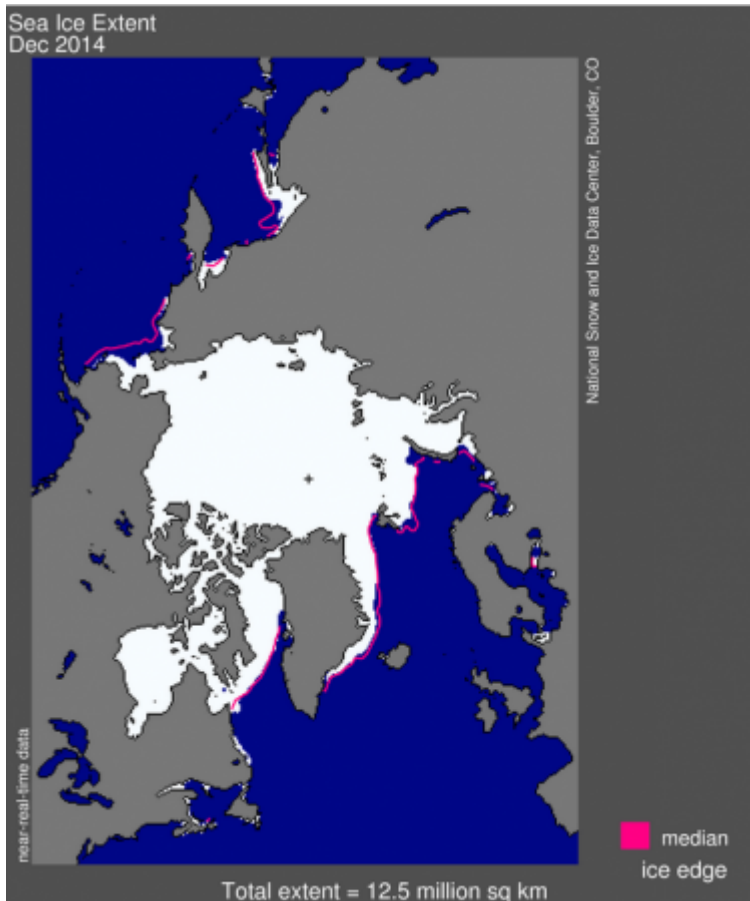 Sea Ice Extent
Dec 2014
National Snow and Ice Data Center, Boulder, CO
near-real-time data
median
ice edge
Total extent = 12.5 million sq km